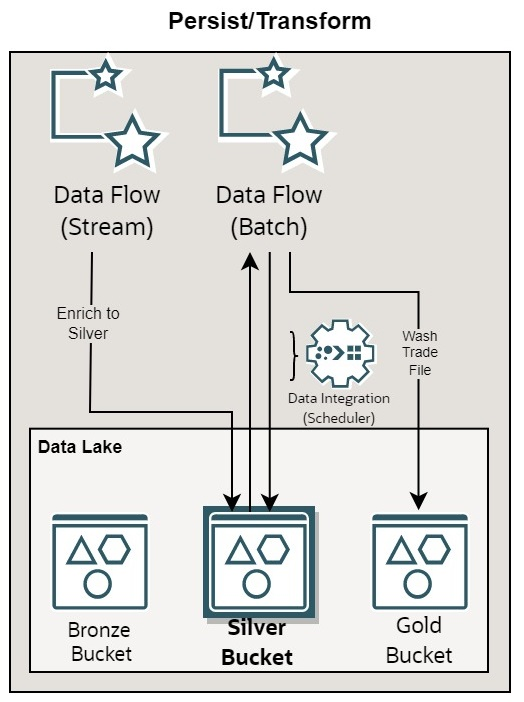 Persist/Transform
Data Flow
(Stream)
Data Flow
(Batch)
Enrich to
Silver
Wash
Trade
File
Data Integration
(Scheduler)
Data Lake
Bronze
Bucket
Silver
Bucket
Gold
Bucket